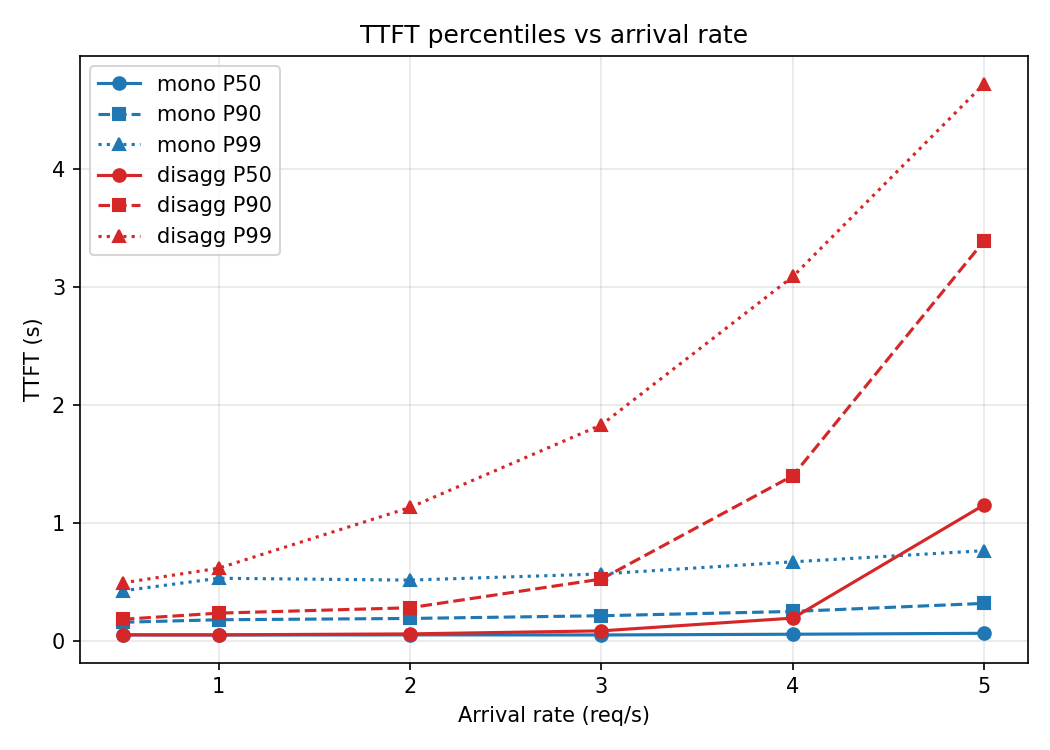 TTFT percentiles vs arrival rate
mono P50
mono P90
mono P99
disagg P50
disagg P90
disagg P99
TTFT (s)
4
3
2
1
0
1
2
3
4
5
Arrival rate (req/s)